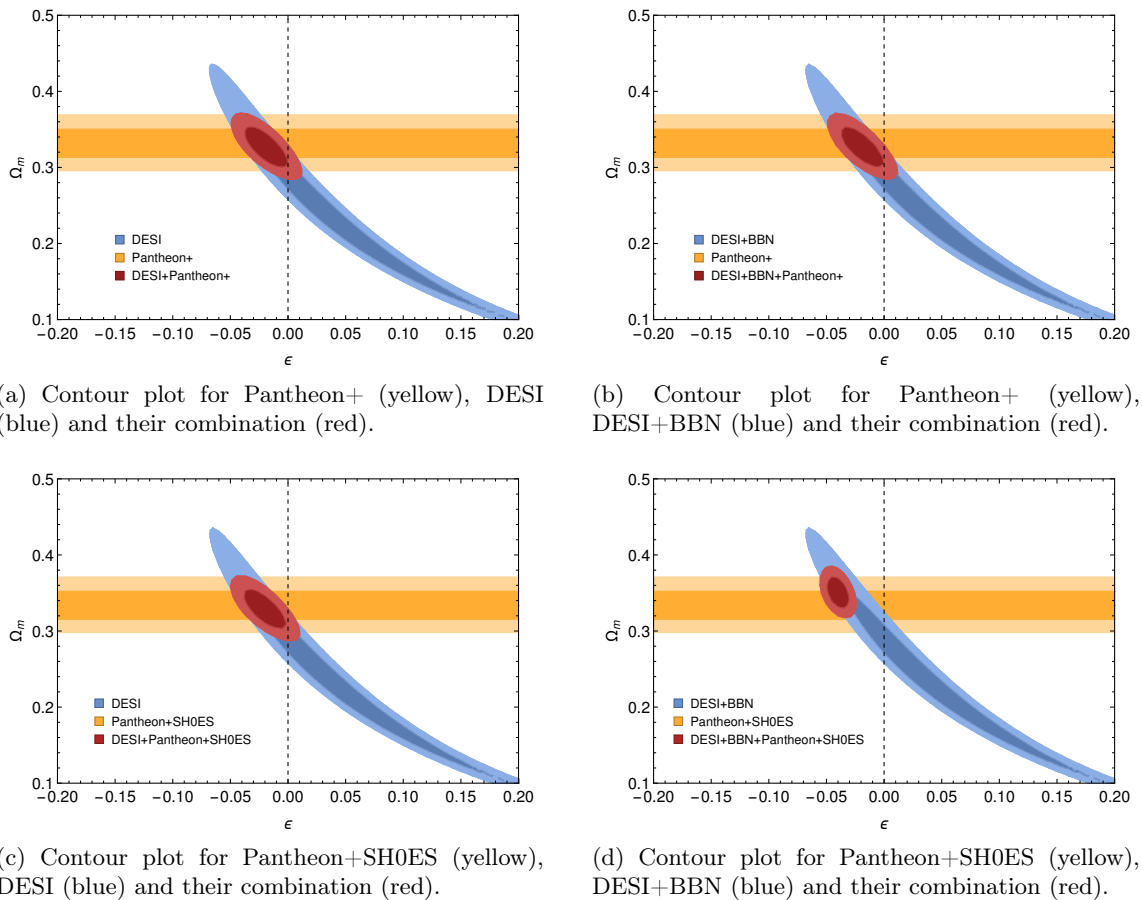 0.5
0.4
0.3
0.2
0.1
Ωm
DESI
Pantheon+
DESI+Pantheon+
−0.20 −0.15 −0.10 −0.05 0.00 0.05 0.10 0.15 0.20
ϵ
(a) Contour plot for Pantheon+ (yellow), DESI
(blue) and their combination (red).
0.5
0.4
0.3
0.2
0.1
Ωm
DESI+BBN
Pantheon+
DESI+BBN+Pantheon+
−0.20 −0.15 −0.10 −0.05 0.00 0.05 0.10 0.15 0.20
ϵ
(b) Contour plot for Pantheon+ (yellow),
DESI+BBN (blue) and their combination (red).
0.5
0.4
0.3
0.2
0.1
Ωm
DESI
Pantheon+SH0ES
DESI+Pantheon+SH0ES
−0.20 −0.15 −0.10 −0.05 0.00 0.05 0.10 0.15 0.20
ϵ
(c) Contour plot for Pantheon+SH0ES (yellow),
DESI (blue) and their combination (red).
0.5
0.4
0.3
0.2
0.1
Ωm
DESI+BBN
Pantheon+SH0ES
DESI+BBN+Pantheon+SH0ES
−0.20 −0.15 −0.10 −0.05 0.00 0.05 0.10 0.15 0.20
ϵ
(d) Contour plot for Pantheon+SH0ES (yellow),
DESI+BBN (blue) and their combination (red).